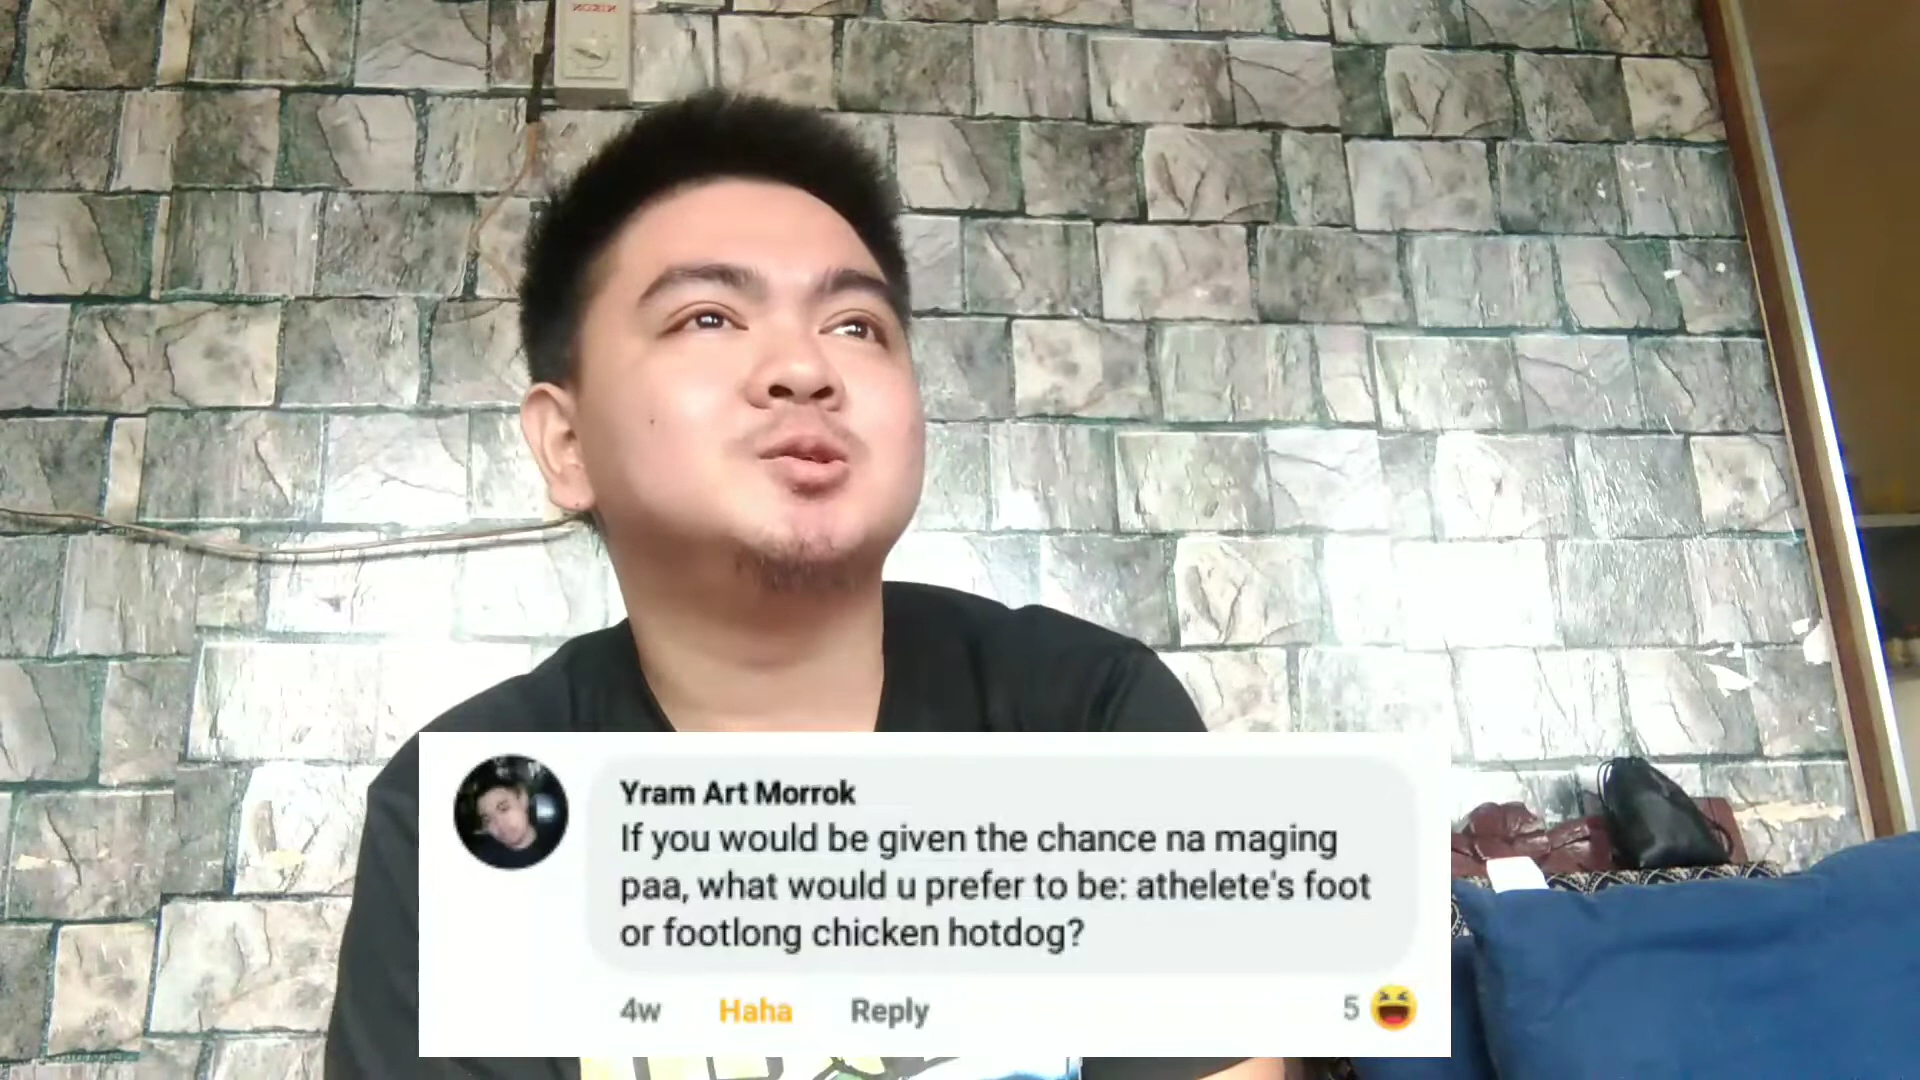 NIKON
Yram Art Morrok
If you would be given the chance na maging
paa, what would u prefer to be: athelete's foot
or footlong chicken hotdog?
4w Haha Reply 5